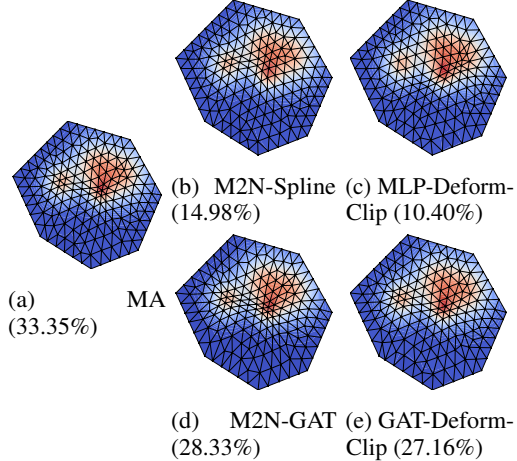 (b) M2N-Spline
(14.98%)
(c) MLP-Deform-
Clip (10.40%)
(a) MA
(33.35%)
(d) M2N-GAT
(28.33%)
(e) GAT-Deform-
Clip (27.16%)